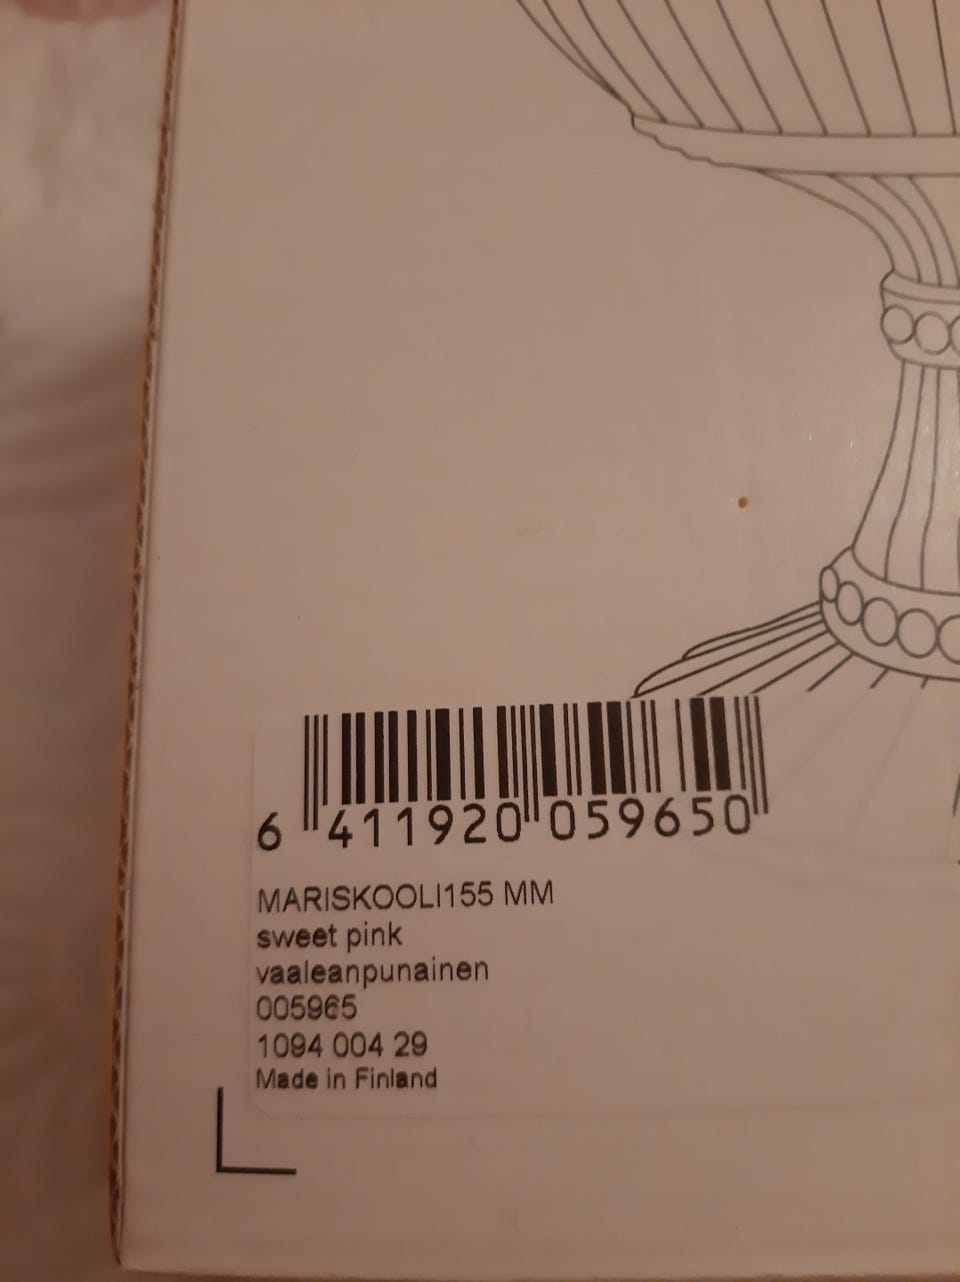 6 411920 059650
MARISKOOLI155 MM
sweet pink
vaaleanpunainen
005965
1094 004 29
Made in Finland